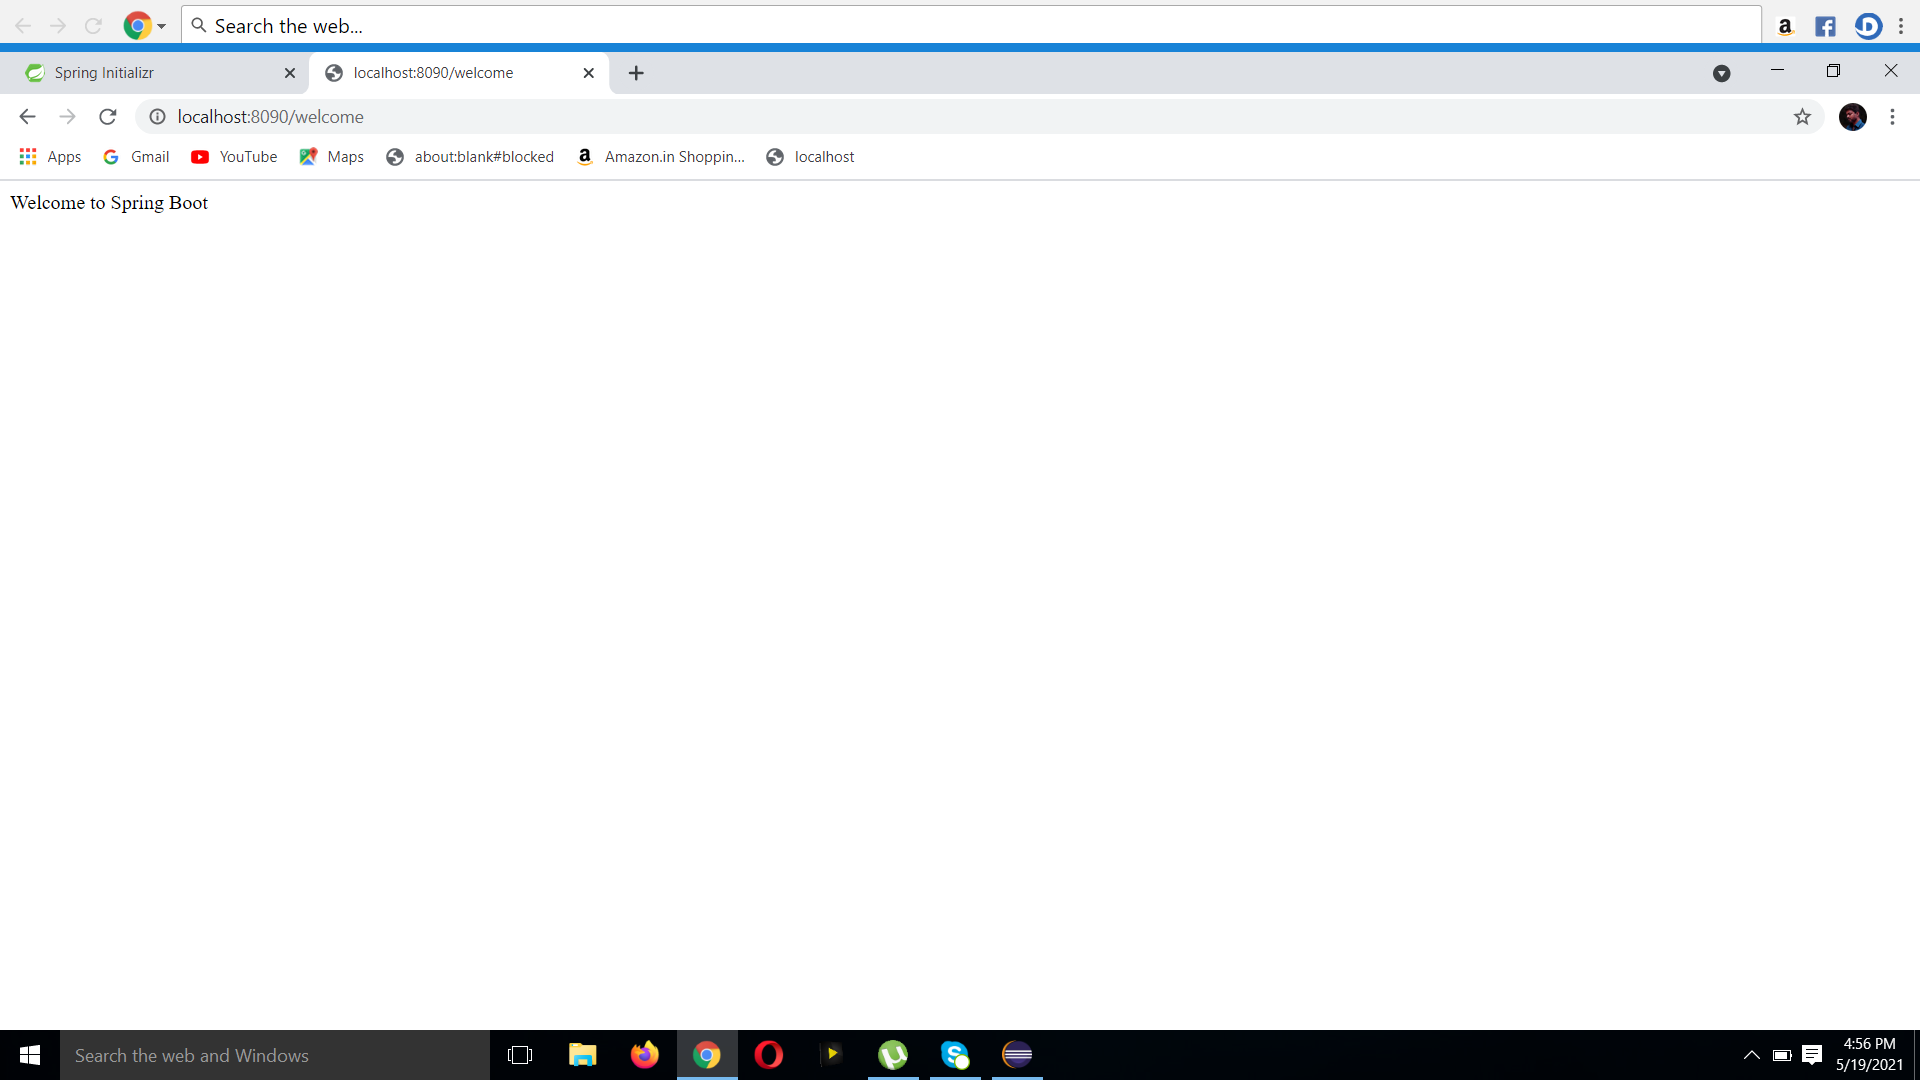 Search the web...
Spring Initializr
localhost:8090/welcome
localhost:8090/welcome
Apps
Gmail
YouTube
Maps
about:blank#blocked
Amazon.in Shoppin...
localhost
Welcome to Spring Boot
Search the web and Windows
4:56 PM
5/19/2021